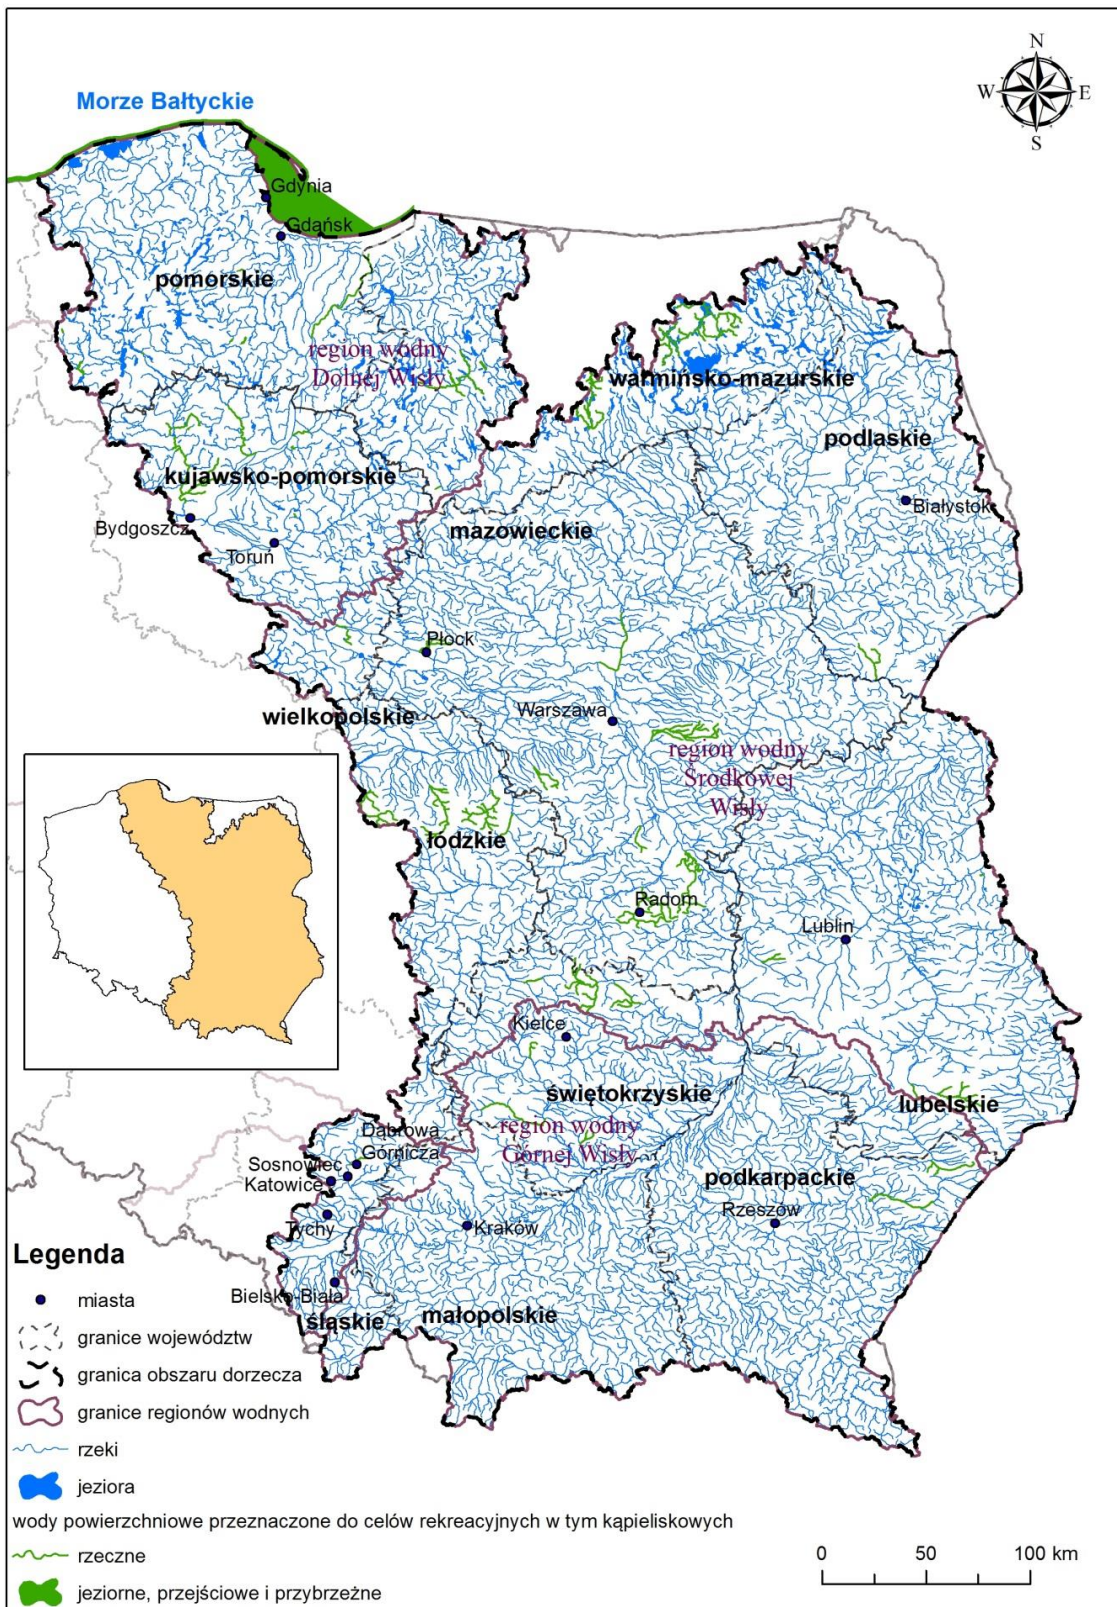 N
W E
S
Morze Bałtyckie
Gdynia
Gdańsk
pomorskie
region wodny
Dolnej Wisły
warmińsko-mazurskie
podlaskie
kujawsko-pomorskie
Białystok
Bydgoszcz
mazowieckie
Toruń
Płock
wielkopolskie
Warszawa
region wodny
Środkowej
Wisły
łódzkie
Radom
Lublin
Kielce
świętokrzyskie
lubelskie
region wodny
Górnej Wisły
Dąbrowa
Górnicza
Sosnowiec
Katowice
podkarpackie
Rzeszów
Tychy
Kraków
Bielsko-Biała
śląskie
małopolskie
Legenda
miasta
granice województw
granica obszaru dorzecza
granice regionów wodnych
rzeki
jeziora
wody powierzchniowe przeznaczone do celów rekreacyjnych w tym kąpieliskowych
rzeczne
jeziorne, przejściowe i przybrzeżne
0 50 100 km